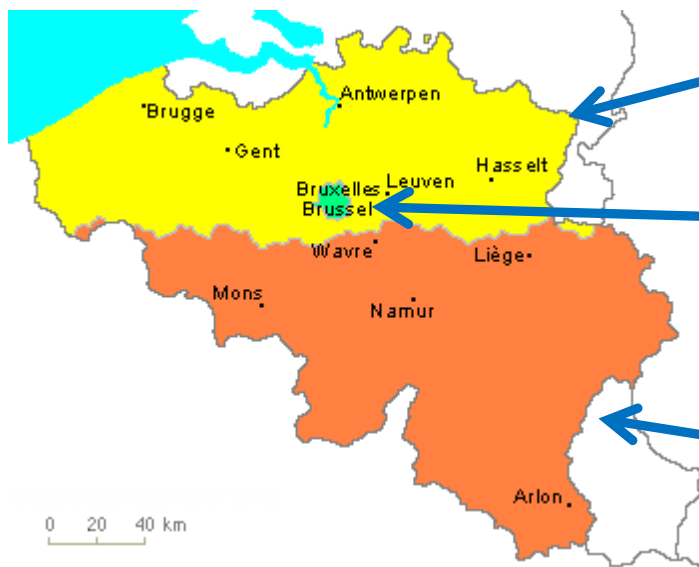 Antwerpen
Brugge
Gent
Hasselt
Leuven
Bruxelles
Brussel
Wavre
Liège
Mons
Namur
Arlon
0 20 40 km